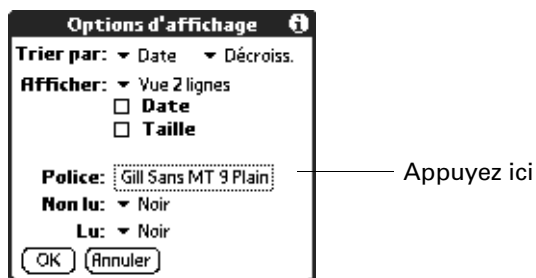 Options d'affichage
Trier par: Date Décroiss.
Afficher: Vue 2 lignes
Date
Taille
Police: Gill Sans MT 9 Plain
Appuyez ici
Non lu: Noir
Lu: Noir
OK Annuler